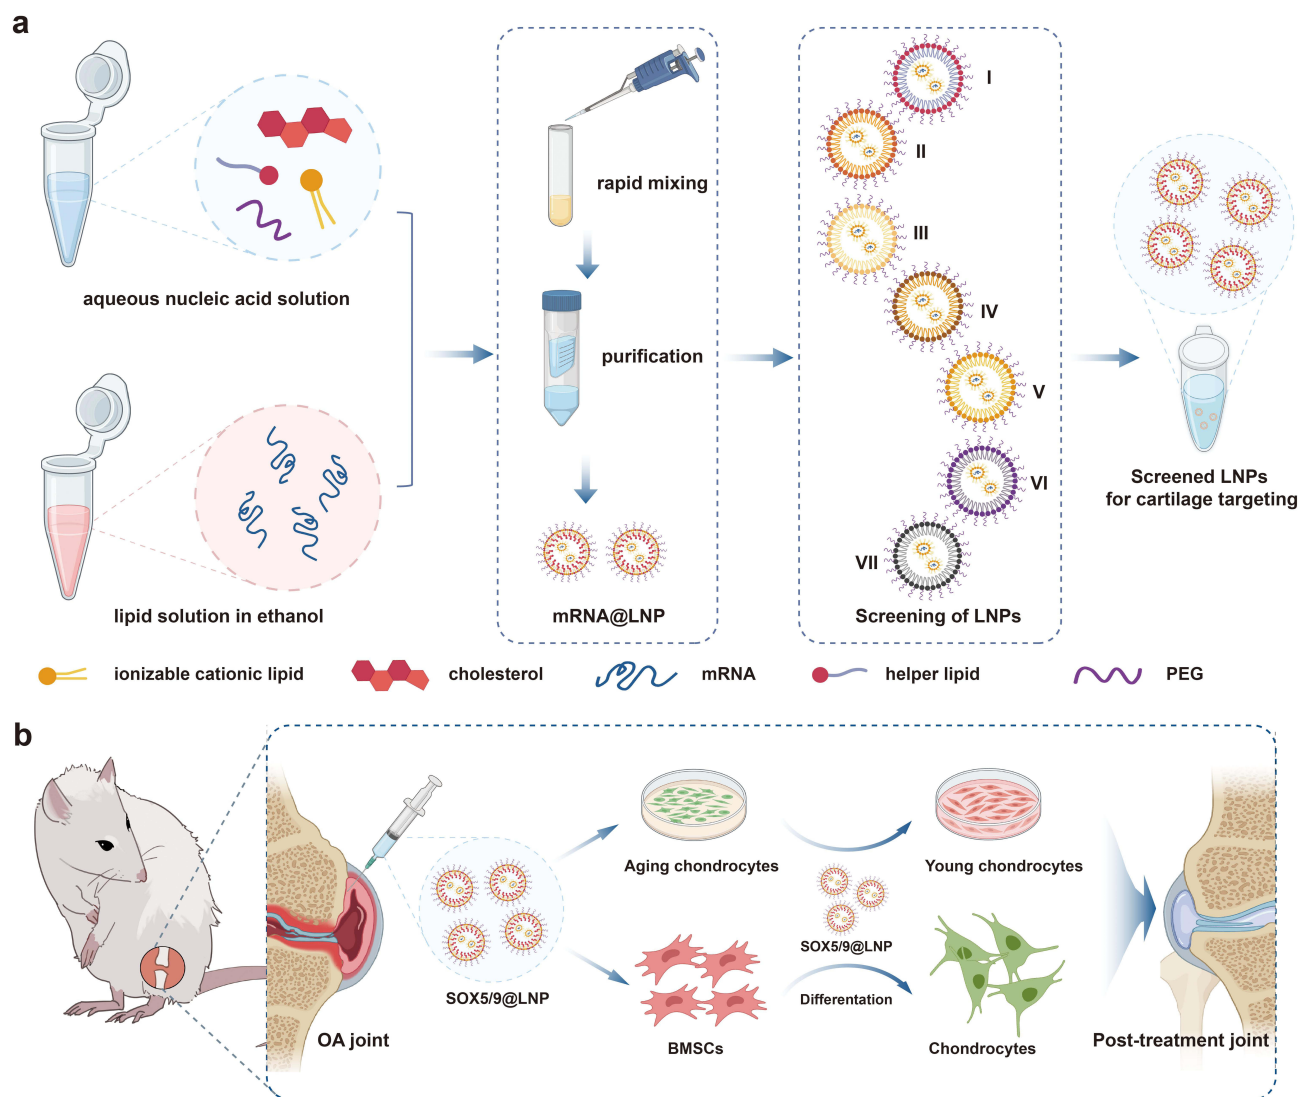 a
aqueous nucleic acid solution
lipid solution in ethanol
rapid mixing
purification
mRNA@LNP
I
II
III
IV
V
VI
VII
Screening of LNPs
Screened LNPs
for cartilage targeting
ionizable cationic lipid
cholesterol
mRNA
helper lipid
PEG
b
OA joint
SOX5/9@LNP
Aging chondrocytes
Young chondrocytes
SOX5/9@LNP
BMSCs
Differentation
Chondrocytes
Post-treatment joint